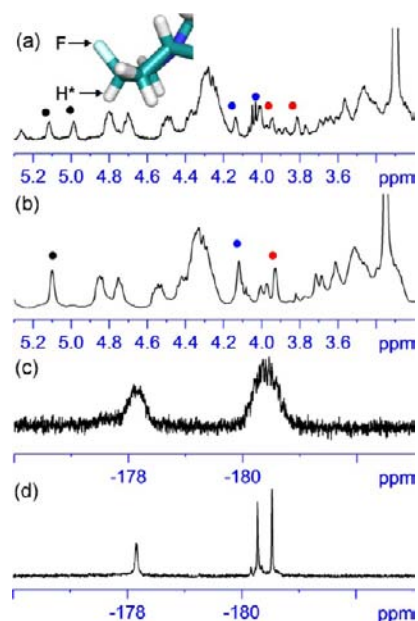 (a)
F
H*
5.2 5.0 4.8 4.6 4.4 4.2 4.0 3.8 3.6 ppm
(b)
5.2 5.0 4.8 4.6 4.4 4.2 4.0 3.8 3.6 ppm
(c)
-178 -180 ppm
(d)
-178 -180 ppm